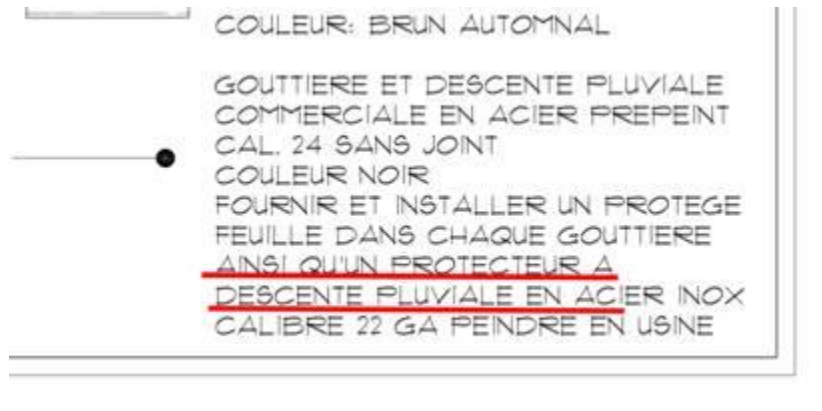 COULEUR: BRUN AUTOMNAL
GOUTTIERE ET DESCENTE PLUVIALE
COMMERCIALE EN ACIER PREPEINT
CAL. 24 SANS JOINT
COULEUR NOIR
FOURNIR ET INSTALLER UN PROTEGE
FEUILLE DANS CHAQUE GOUTTIERE
AINSI QU'UN PROTECTEUR A
DESCENTE PLUVIALE EN ACIER INOX
CALIBRE 22 GA PEINDRE EN USINE